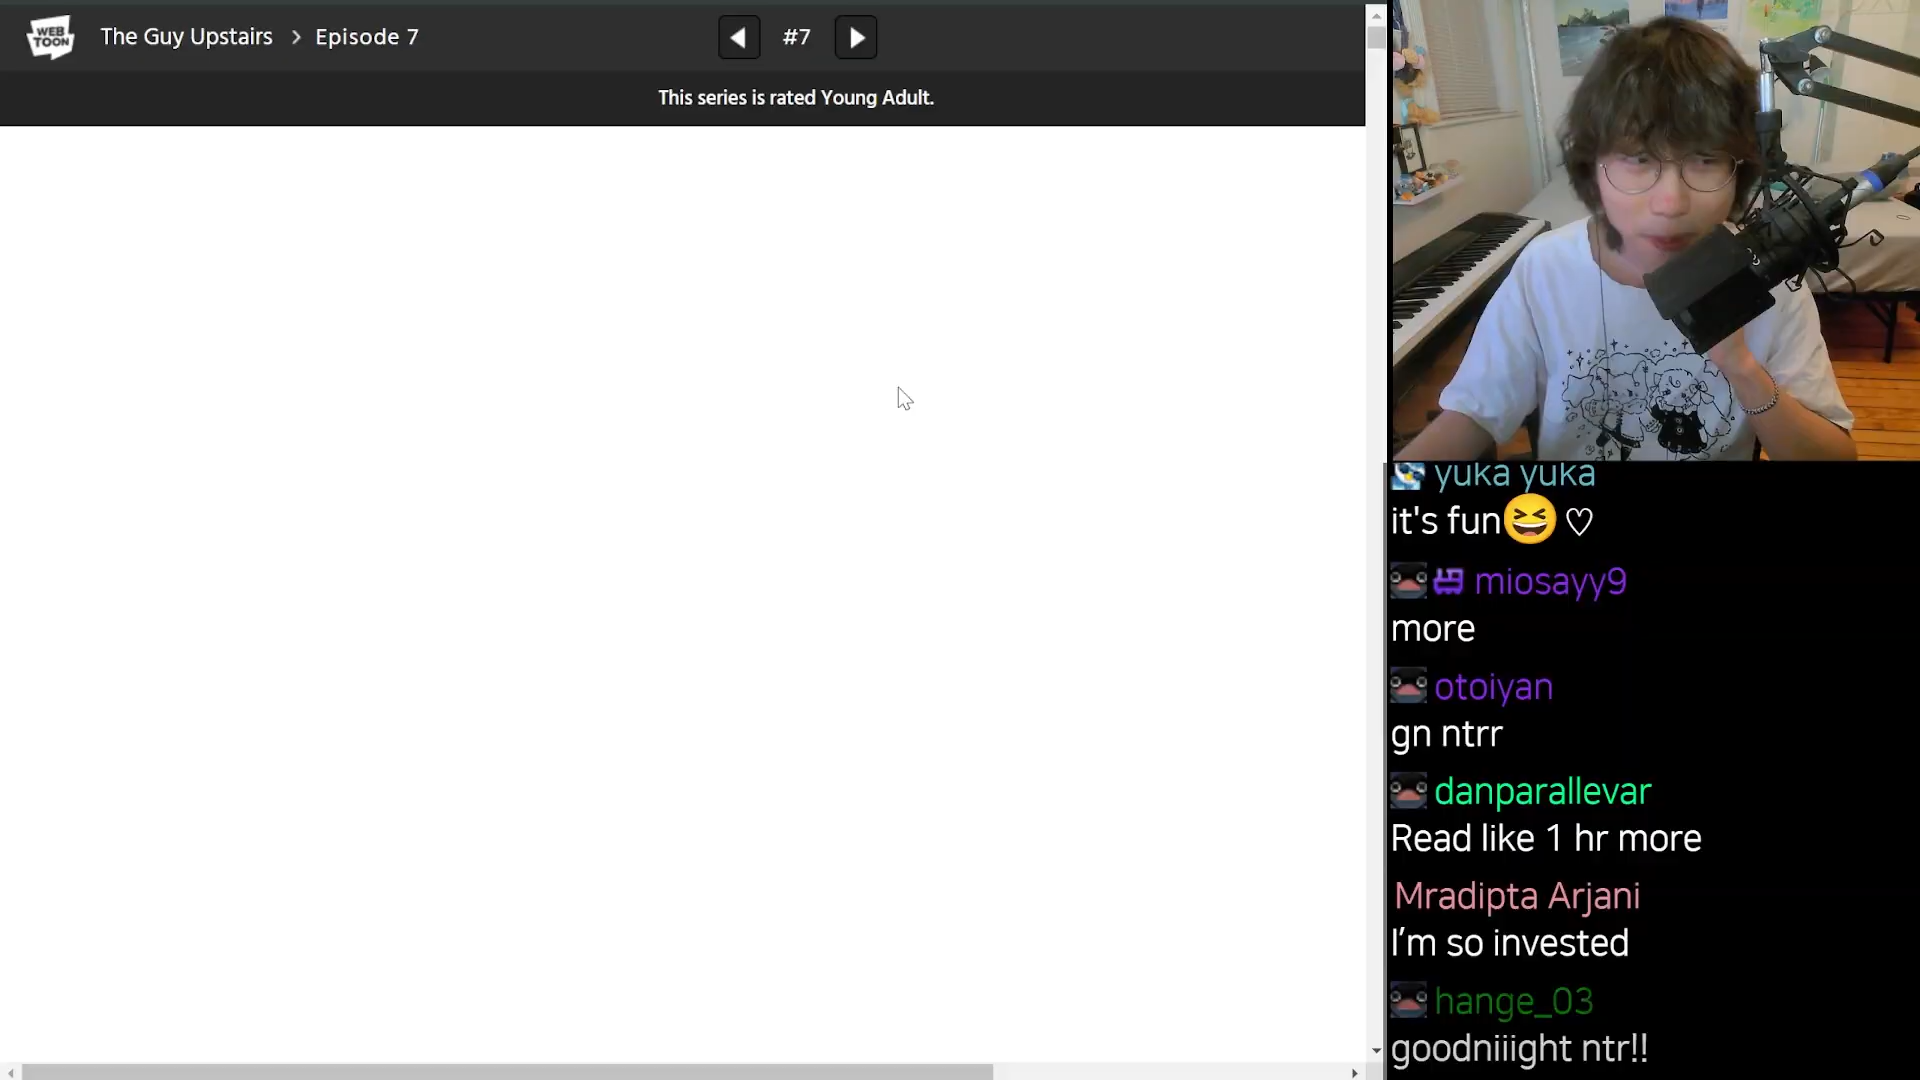 WEB
TOON
The Guy Upstairs > Episode 7
#7
This series is rated Young Adult.
yuka yuka
it's fun😆 ♡
miosayy9
more
otoiyan
gn ntrr
danparallevar
Read like 1 hr more
Mradipta Arjani
I'm so invested
hange_03
goodniiight ntr!!